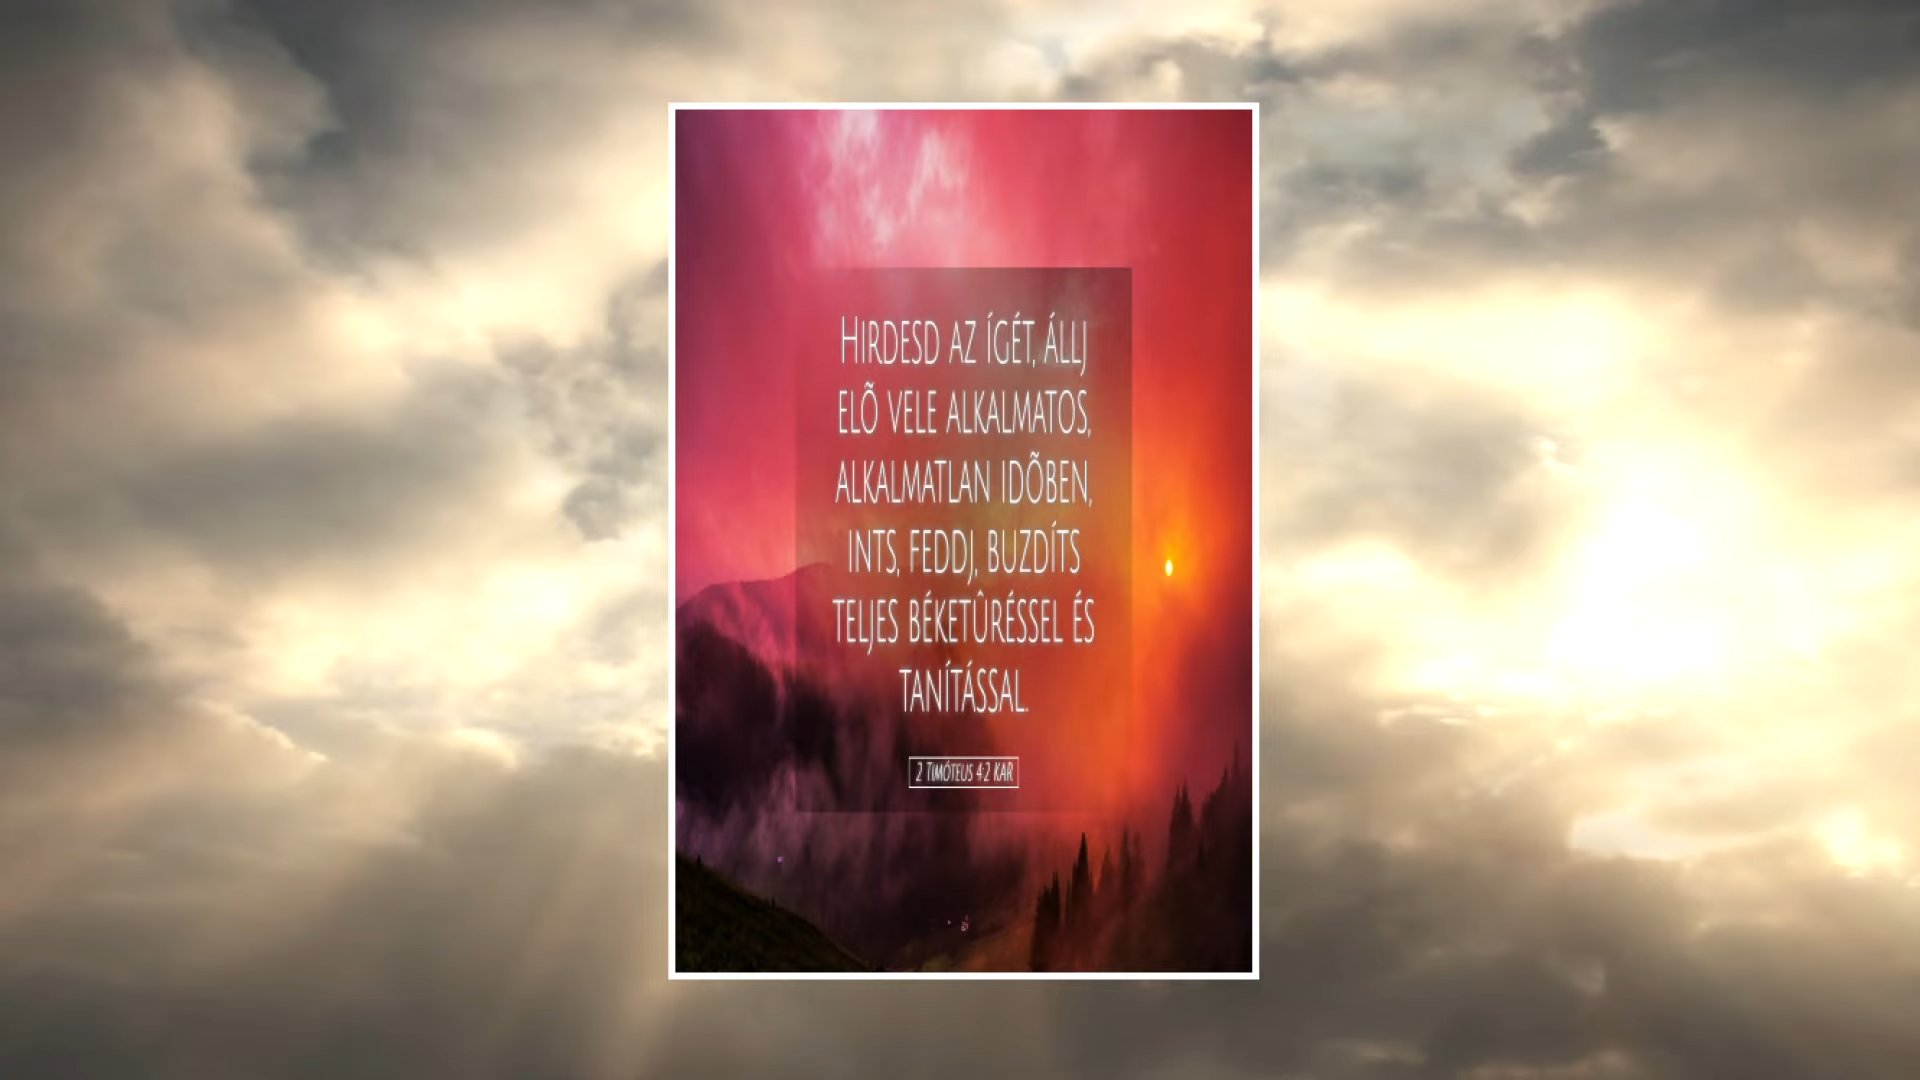 Hirdesd az ígét, állj
elõ vele alkalmatos,
alkalmatlan idõben,
ints, feddj, buzdíts
teljes béketûréssel és
tanítással.
2 Timóteus 4:2 KAR